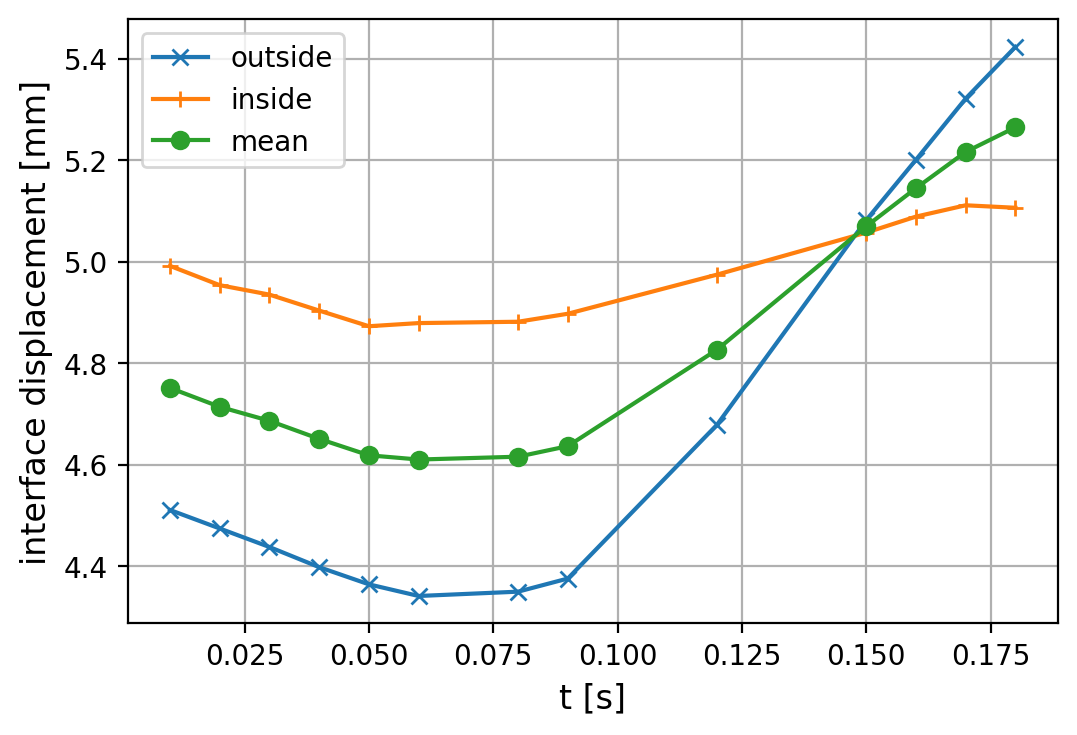 outside
inside
mean
5.4
5.2
5.0
4.8
4.6
4.4
interface displacement [mm]
0.025 0.050 0.075 0.100 0.125 0.150 0.175
t [s]